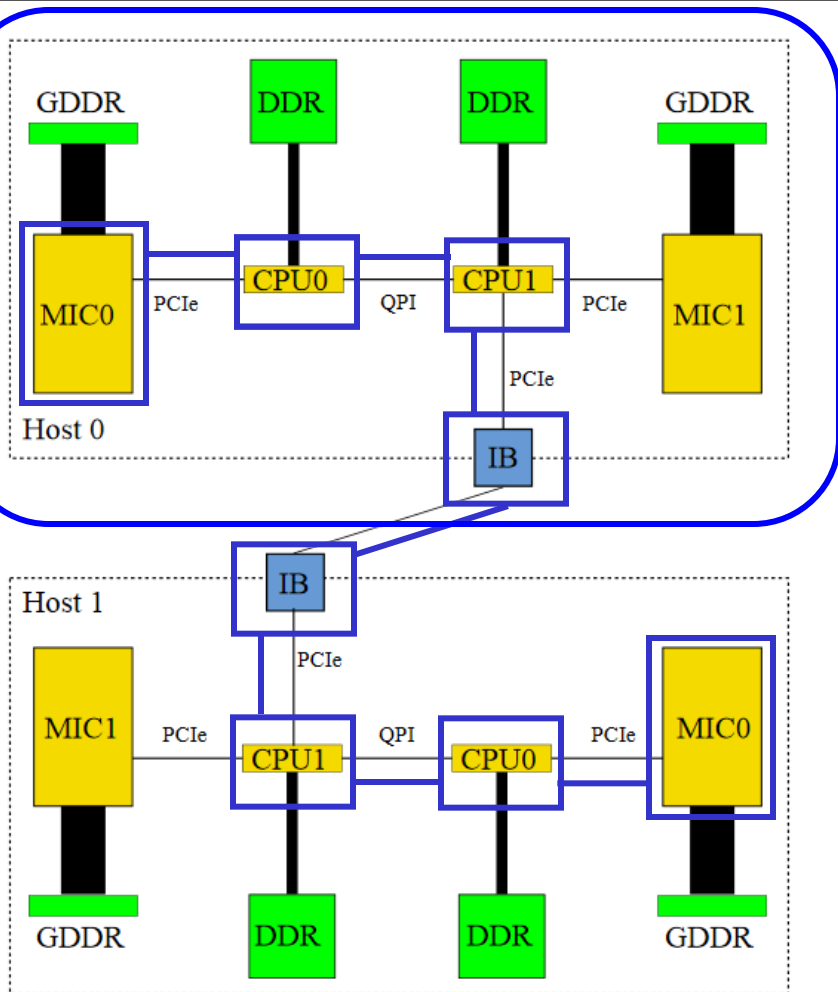 GDDR
DDR
DDR
GDDR
MIC0
PCIe
CPU0
QPI
CPU1
PCIe
MIC1
PCIe
Host 0
IB
IB
Host 1
PCIe
MIC1
PCIe
CPU1
QPI
CPU0
PCIe
MIC0
GDDR
DDR
DDR
GDDR